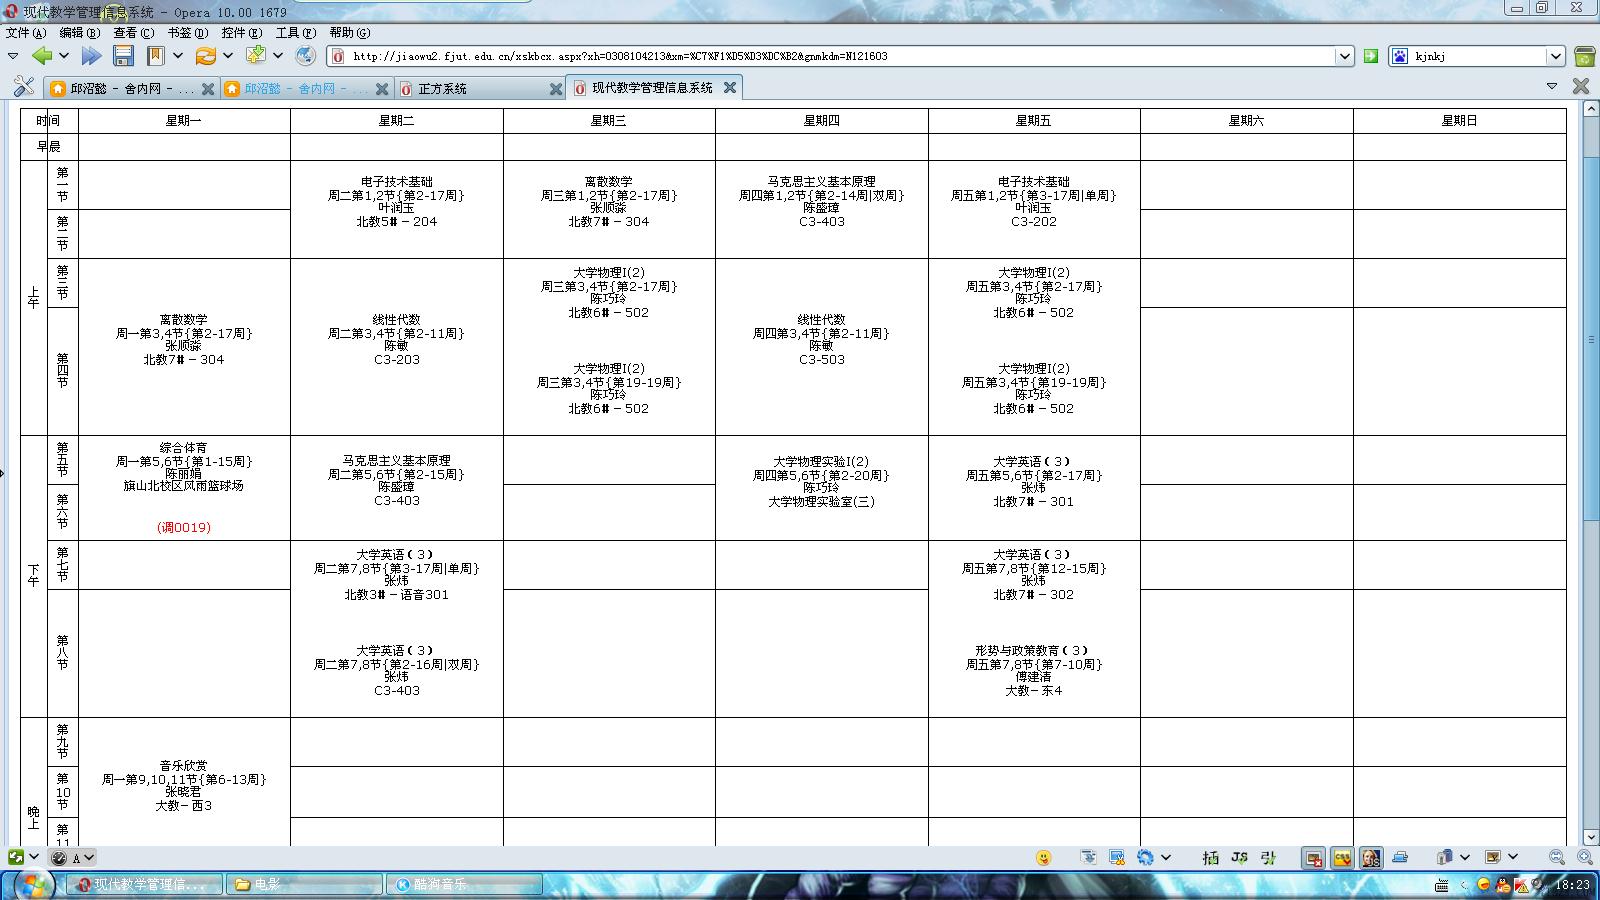 现代教学管理信息系统 - Opera 10.00 1679
文件(A) 编辑(B) 查看(C) 书签(D) 控件(E) 工具(F) 帮助(G)
http://jiaowu2.fjut.edu.cn/xskbcx.aspx?xh=0308104213&xm=%C7%F1%D5%D3%DC%B2&gnmkdm=N121603
kjnkj
邱沼懿 - 舍内网 - ...
邱沼懿 - 舍内网 - ...
正方系统
现代教学管理信息系统
时间 星期一 星期二 星期三 星期四 星期五 星期六 星期日
早晨
上午
第一节
第二节
电子技术基础
周二第1,2节{第2-17周}
叶润玉
北教5#－204
离散数学
周三第1,2节{第2-17周}
张顺淼
北教7#－304
马克思主义基本原理
周四第1,2节{第2-14周|双周}
陈盛璋
C3-403
电子技术基础
周五第1,2节{第3-17周|单周}
叶润玉
C3-202
第三节
第四节
离散数学
周一第3,4节{第2-17周}
张顺淼
北教7#－304
线性代数
周二第3,4节{第2-11周}
陈敏
C3-203
大学物理I(2)
周三第3,4节{第2-17周}
陈巧玲
北教6#－502
大学物理I(2)
周三第3,4节{第19-19周}
陈巧玲
北教6#－502
线性代数
周四第3,4节{第2-11周}
陈敏
C3-503
大学物理I(2)
周五第3,4节{第2-17周}
陈巧玲
北教6#－502
大学物理I(2)
周五第3,4节{第19-19周}
陈巧玲
北教6#－502
下午
第五节
第六节
综合体育
周一第5,6节{第1-15周}
陈丽娟
旗山北校区风雨篮球场
(调0019)
马克思主义基本原理
周二第5,6节{第2-15周}
陈盛璋
C3-403
大学物理实验I(2)
周四第5,6节{第2-20周}
陈巧玲
大学物理实验室(三)
大学英语（3）
周五第5,6节{第2-17周}
张炜
北教7#－301
第七节
第八节
大学英语（3）
周二第7,8节{第3-17周|单周}
张炜
北教3#－语音301
大学英语（3）
周二第7,8节{第2-16周|双周}
张炜
C3-403
大学英语（3）
周五第7,8节{第12-15周}
张炜
北教7#－302
形势与政策教育（3）
周五第7,8节{第7-10周}
傅建清
大教－东4
晚上
第九节
第10节
第11
音乐欣赏
周一第9,10,11节{第6-13周}
张晓君
大教－西3
A
插 JS 引
现代教学管理信...
电影
酷狗音乐
18:23